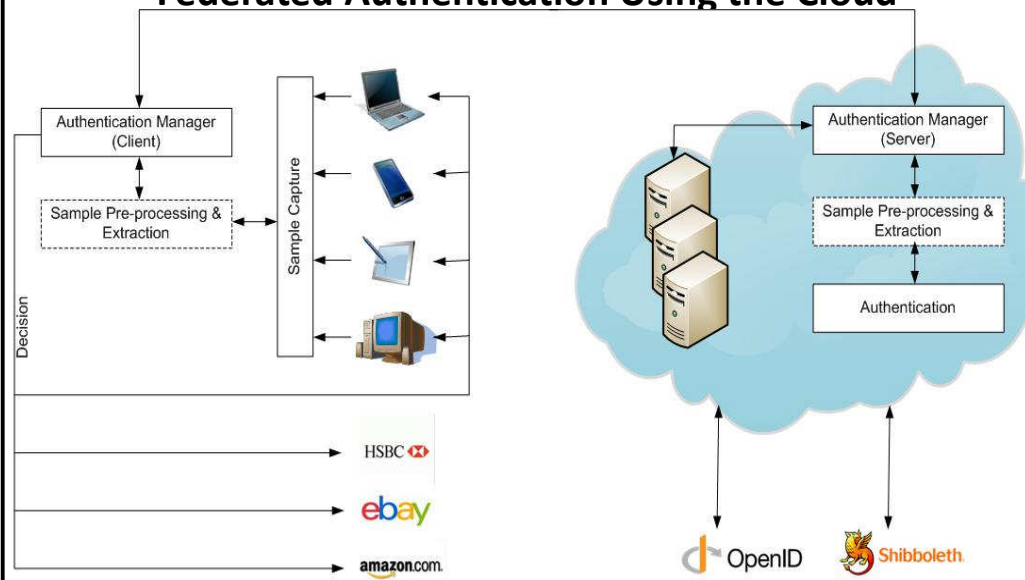 Federated Authentication Using the Cloud
Authentication Manager
(Client)
Sample Pre-processing &
Extraction
Sample Capture
Decision
HSBC
ebay
amazon.com.
Authentication Manager
(Server)
Sample Pre-processing &
Extraction
Authentication
OpenID
Shibboleth.